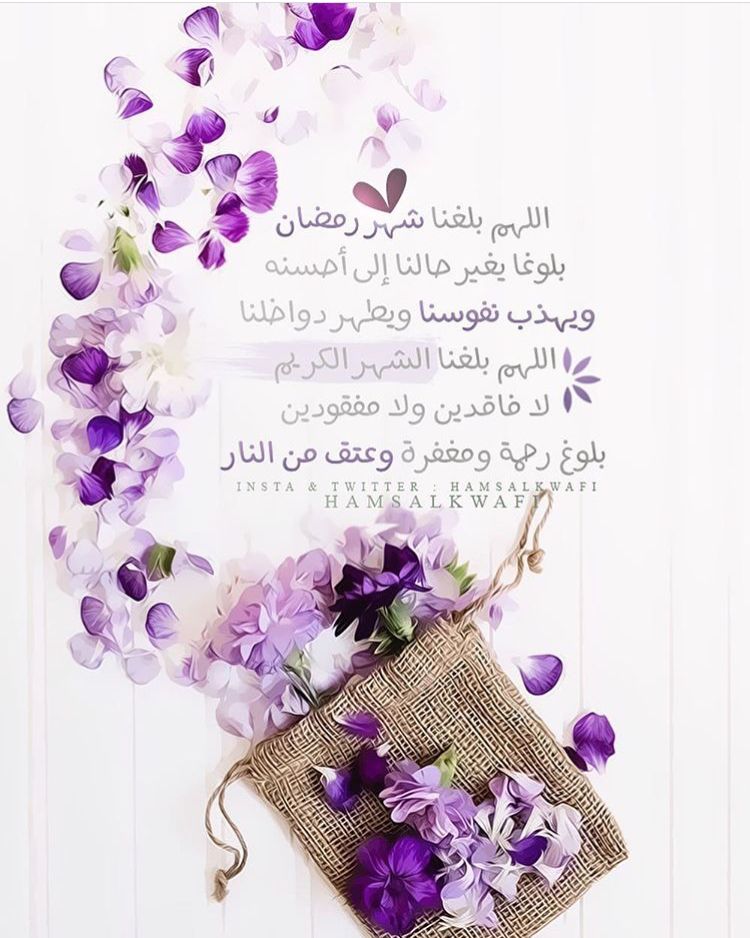 اللهم بلغنا شهر رمضان
بلوغا يغير حالنا إلى أحسنه
ويهذب نفوسنا ويطهر دواخلنا
اللهم بلغنا الشهر الكريم
لا فاقدين ولا مفقودين
بلوغ رحمة ومغفرة وعتق من النار
INSTA & TWITTER : HAMSALKWAFI
HAMSALKWAFI